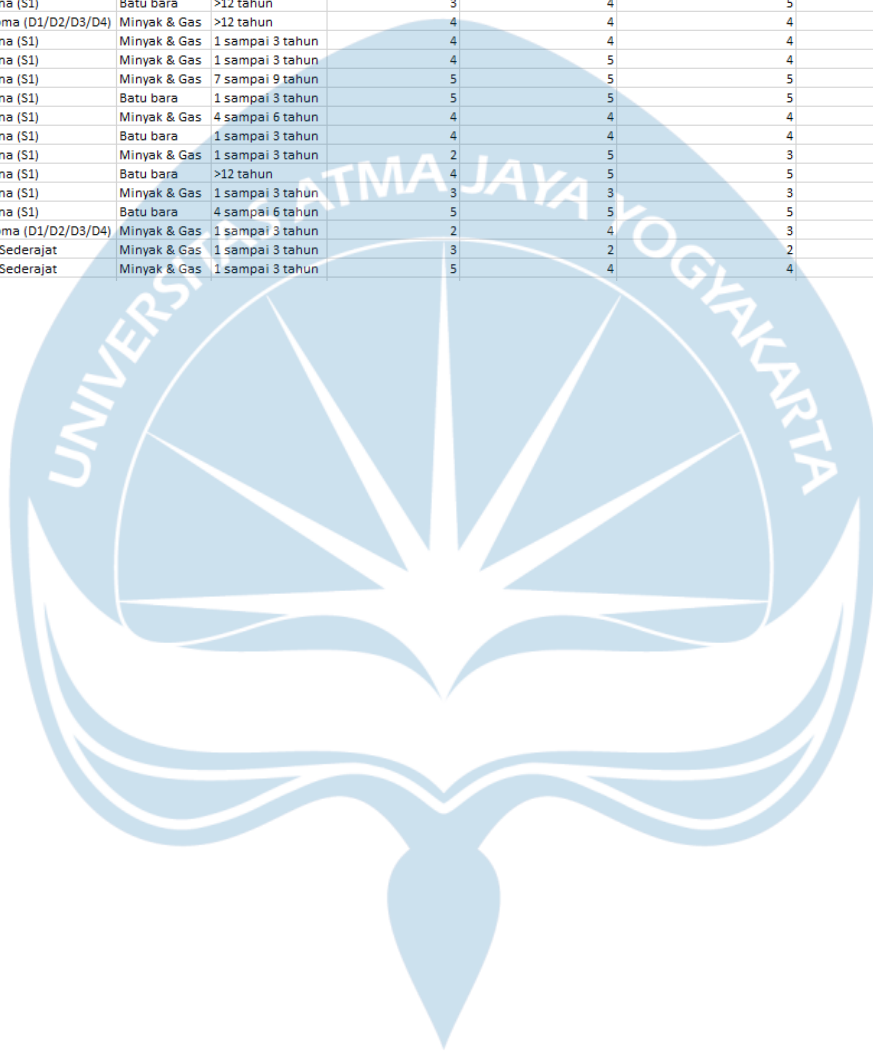 na (S1) Batu bara >12 tahun 3 4 5
oma (D1/D2/D3/D4) Minyak & Gas >12 tahun 4 4 4
na (S1) Minyak & Gas 1 sampai 3 tahun 4 4 4
na (S1) Minyak & Gas 1 sampai 3 tahun 4 5 4
na (S1) Minyak & Gas 7 sampai 9 tahun 5 5 5
na (S1) Batu bara 1 sampai 3 tahun 5 5 5
na (S1) Minyak & Gas 4 sampai 6 tahun 4 4 4
na (S1) Batu bara 1 sampai 3 tahun 4 4 4
na (S1) Minyak & Gas 1 sampai 3 tahun 2 5 3
na (S1) Batu bara >12 tahun 4 5 5
na (S1) Minyak & Gas 1 sampai 3 tahun 3 3 3
na (S1) Batu bara 4 sampai 6 tahun 5 5 5
oma (D1/D2/D3/D4) Minyak & Gas 1 sampai 3 tahun 2 4 3
Sederajat Minyak & Gas 1 sampai 3 tahun 3 2 2
Sederajat Minyak & Gas 1 sampai 3 tahun 5 4 4
UNIVERSITAS ATMA JAYA YOGYAKARTA